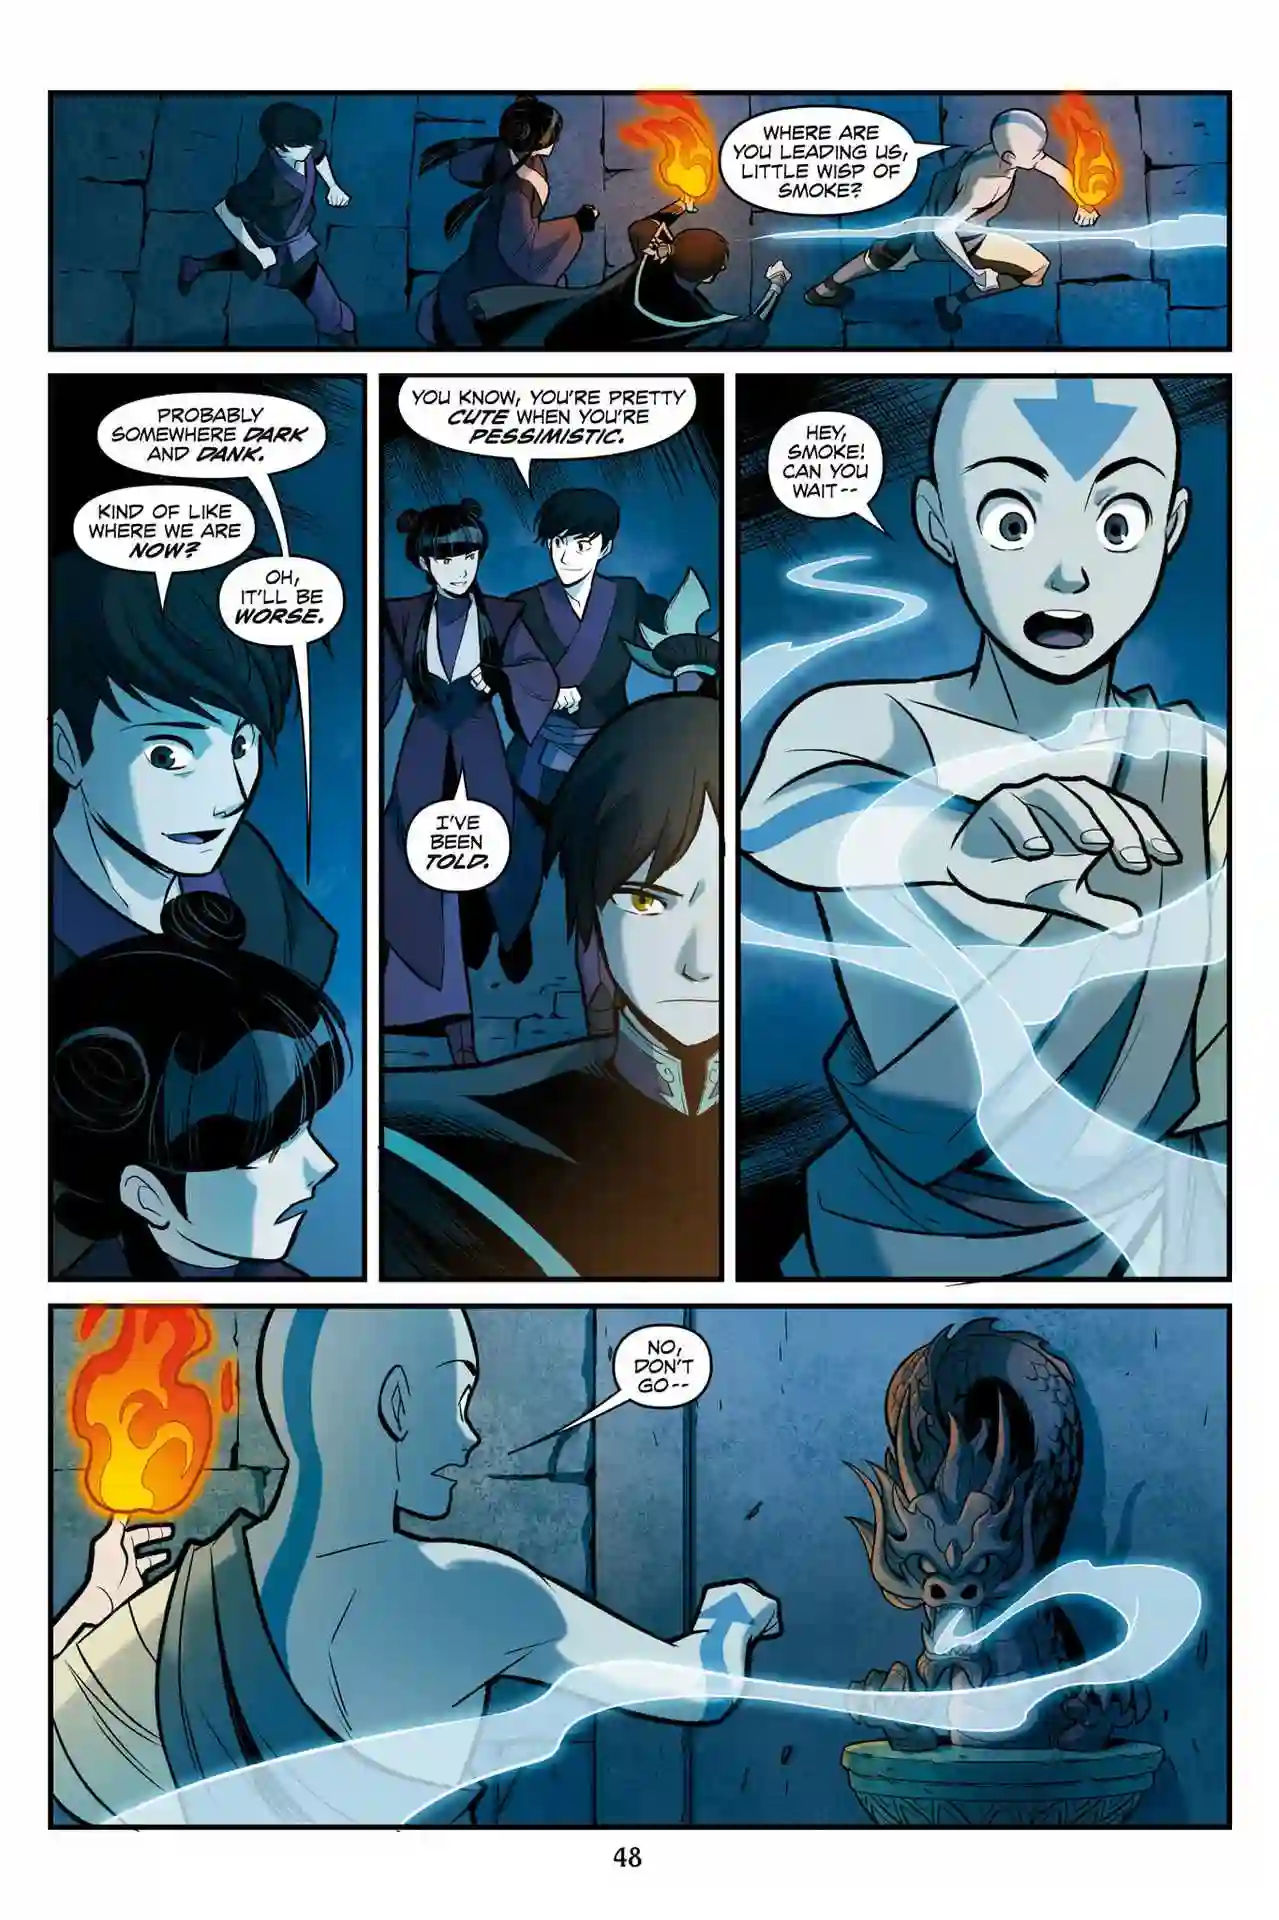 WHERE ARE
YOU LEADING US,
LITTLE WISP OF
SMOKE?
PROBABLY
SOMEWHERE DARK
AND DANK.
KIND OF LIKE
WHERE WE ARE
NOW?
OH,
IT'LL BE
WORSE.
YOU KNOW, YOU'RE PRETTY
CUTE WHEN YOU'RE
PESSIMISTIC.
I'VE
BEEN
TOLD.
HEY,
SMOKE!
CAN YOU
WAIT--
NO,
DON'T
GO--
48